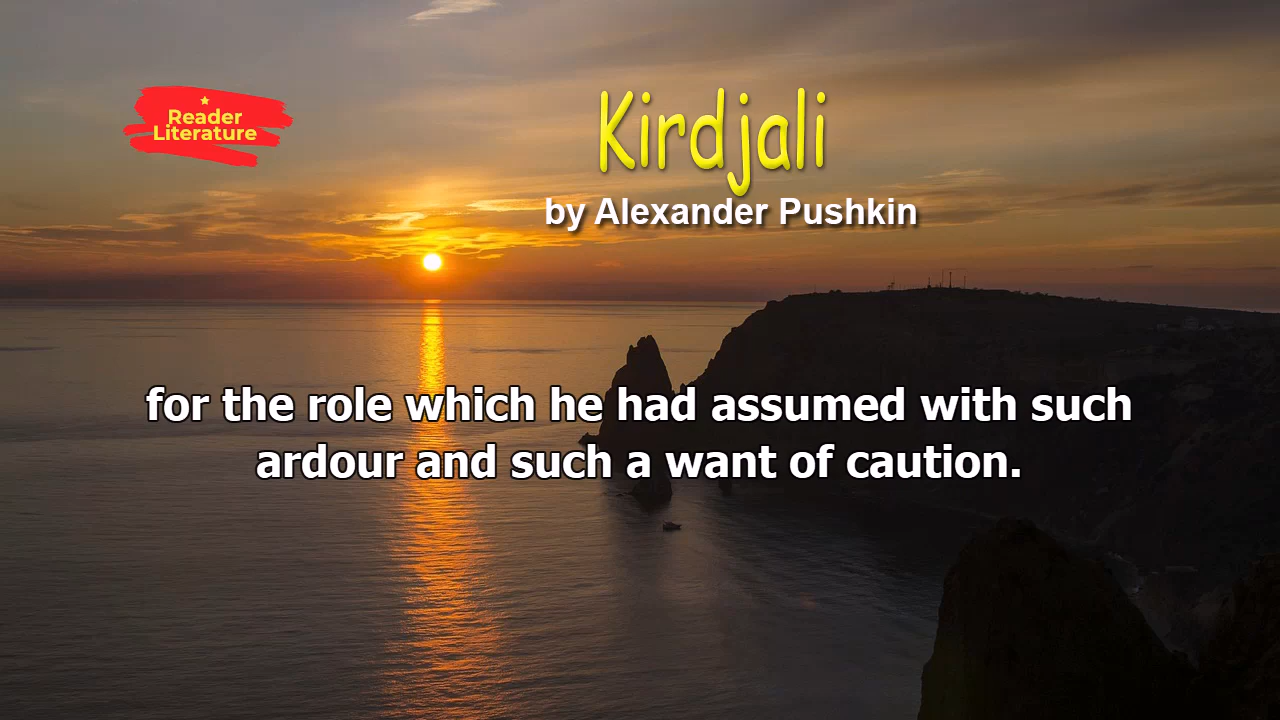 Reader
Literature
Kirdjali
by Alexander Pushkin
for the role which he had assumed with such
ardour and such a want of caution.